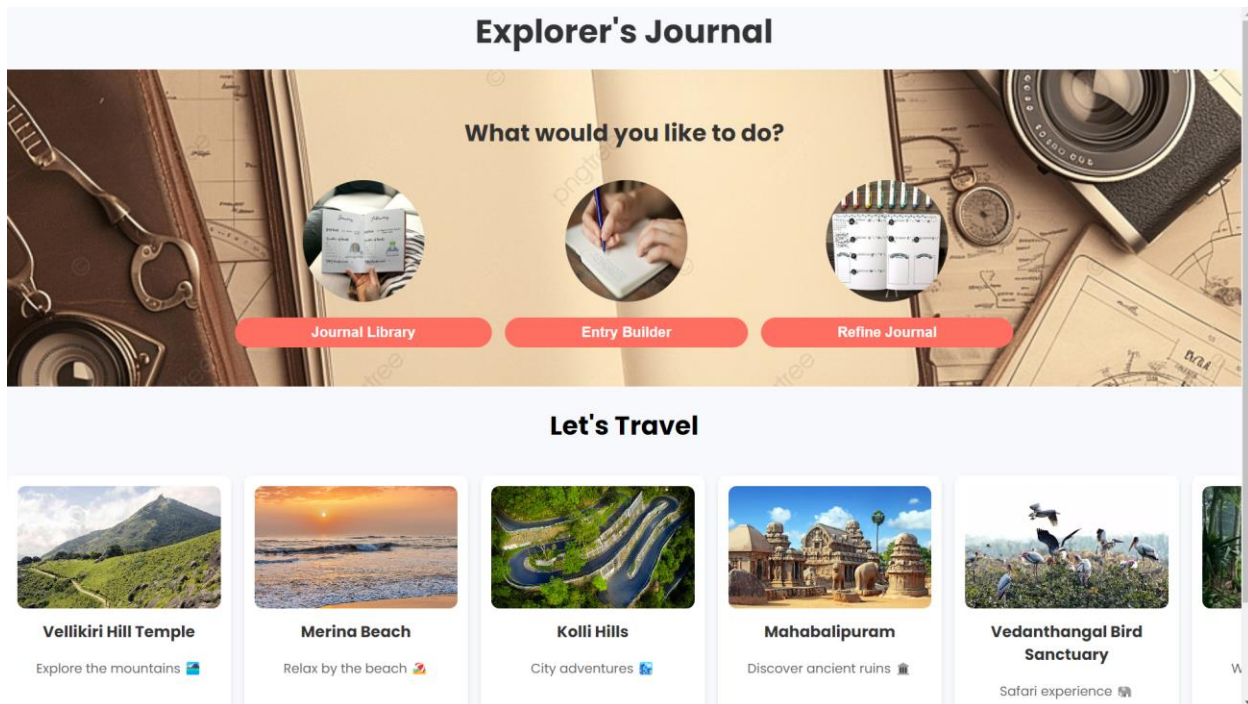 Explorer's Journal
What would you like to do?
pngtree
Journal Library
Entry Builder
Refine Journal
Let's Travel
Vellikiri Hill Temple
Merina Beach
Kolli Hills
Mahabalipuram
Vedanthangal Bird
Sanctuary
Explore the mountains 🏞️
Relax by the beach 🏖️
City adventures 🏙️
Discover ancient ruins 🏛️
Safari experience 🐘
W